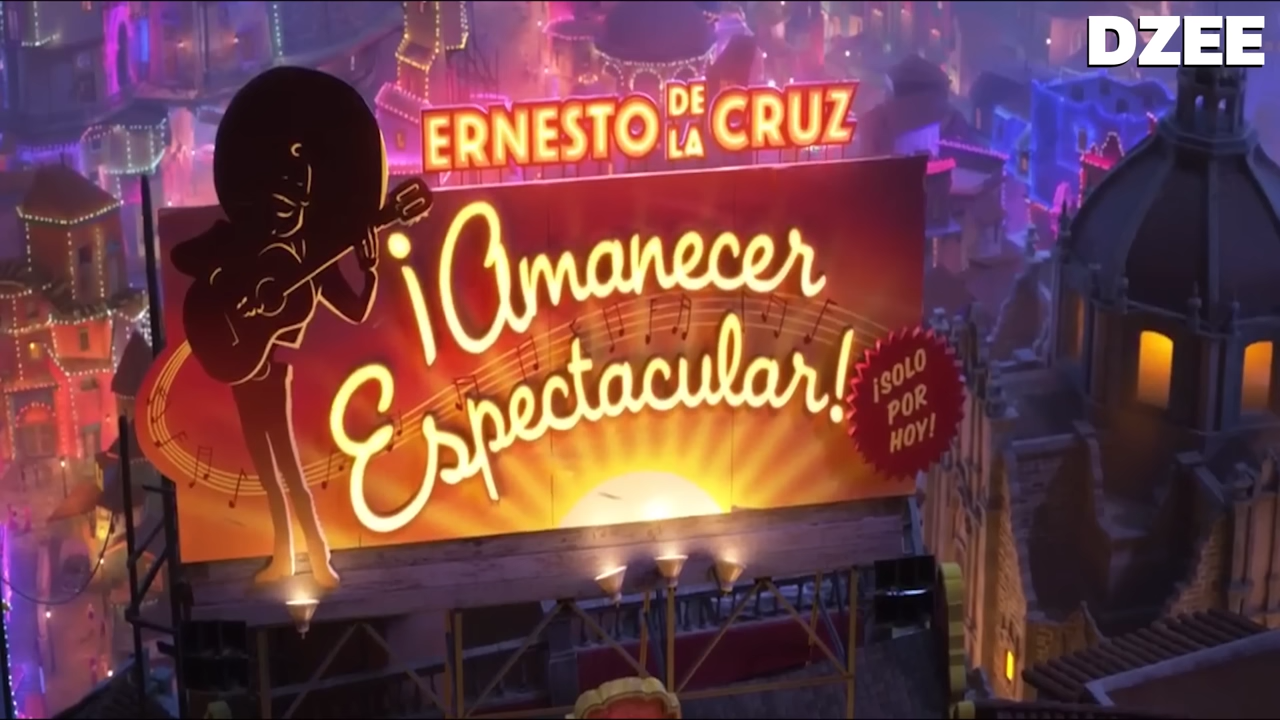 DZEE
ERNESTO DE LA CRUZ
¡Amanecer
Espectacular!
¡SOLO
POR
HOY!